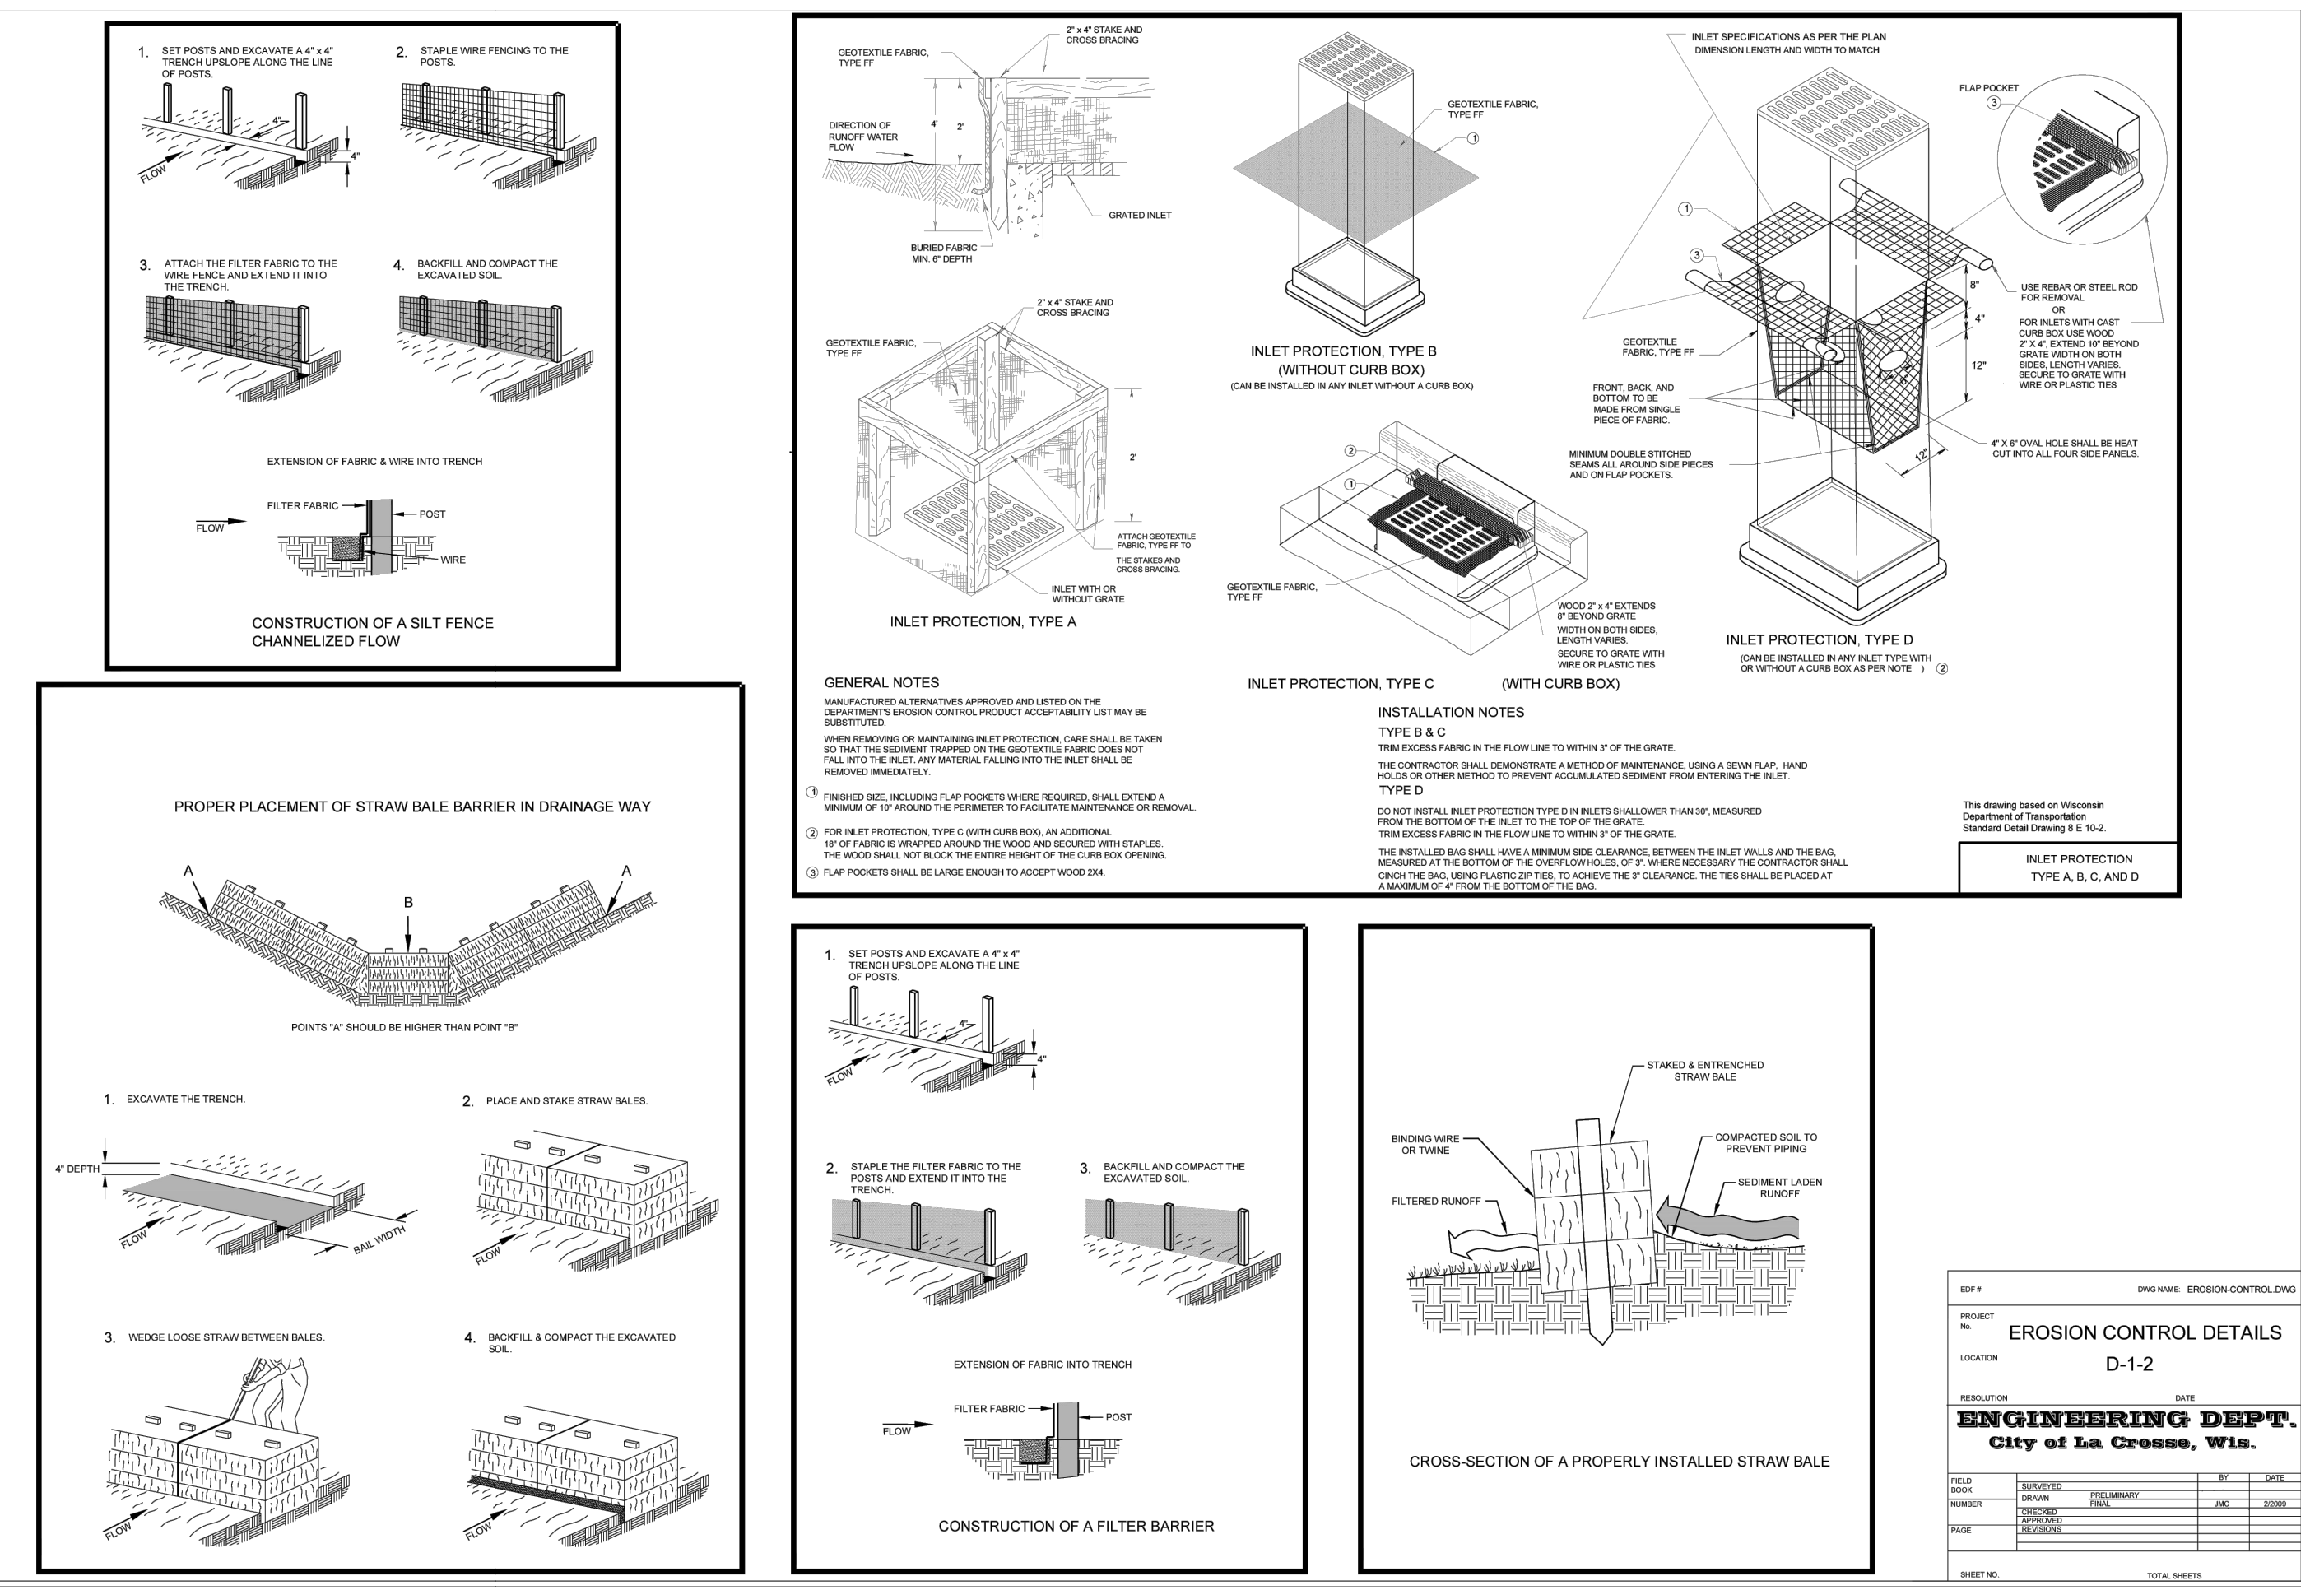 1. SET POSTS AND EXCAVATE A 4" x 4"
TRENCH UPSLOPE ALONG THE LINE
OF POSTS.
4"
4"
FLOW
2. STAPLE WIRE FENCING TO THE
POSTS.
3. ATTACH THE FILTER FABRIC TO THE
WIRE FENCE AND EXTEND IT INTO
THE TRENCH.
4. BACKFILL AND COMPACT THE
EXCAVATED SOIL.
EXTENSION OF FABRIC & WIRE INTO TRENCH
FILTER FABRIC
POST
FLOW
WIRE
CONSTRUCTION OF A SILT FENCE
CHANNELIZED FLOW
2" x 4" STAKE AND
CROSS BRACING
GEOTEXTILE FABRIC,
TYPE FF
4'
2'
DIRECTION OF
RUNOFF WATER
FLOW
GRATED INLET
BURIED FABRIC
MIN. 6" DEPTH
2" x 4" STAKE AND
CROSS BRACING
GEOTEXTILE FABRIC,
TYPE FF
2'
ATTACH GEOTEXTILE
FABRIC, TYPE FF TO
THE STAKES AND
CROSS BRACING.
INLET WITH OR
WITHOUT GRATE
INLET PROTECTION, TYPE A
GEOTEXTILE FABRIC,
TYPE FF
1
INLET PROTECTION, TYPE B
(WITHOUT CURB BOX)
(CAN BE INSTALLED IN ANY INLET WITHOUT A CURB BOX)
2
1
GEOTEXTILE FABRIC,
TYPE FF
WOOD 2" x 4" EXTENDS
8" BEYOND GRATE
WIDTH ON BOTH SIDES,
LENGTH VARIES.
SECURE TO GRATE WITH
WIRE OR PLASTIC TIES
INLET PROTECTION, TYPE C (WITH CURB BOX)
INLET SPECIFICATIONS AS PER THE PLAN
DIMENSION LENGTH AND WIDTH TO MATCH
FLAP POCKET
3
1
3
8"
4"
12"
12"
USE REBAR OR STEEL ROD
FOR REMOVAL
OR
FOR INLETS WITH CAST
CURB BOX USE WOOD
2" X 4", EXTEND 10" BEYOND
GRATE WIDTH ON BOTH
SIDES, LENGTH VARIES.
SECURE TO GRATE WITH
WIRE OR PLASTIC TIES
GEOTEXTILE
FABRIC, TYPE FF
FRONT, BACK, AND
BOTTOM TO BE
MADE FROM SINGLE
PIECE OF FABRIC.
MINIMUM DOUBLE STITCHED
SEAMS ALL AROUND SIDE PIECES
AND ON FLAP POCKETS.
4" X 6" OVAL HOLE SHALL BE HEAT
CUT INTO ALL FOUR SIDE PANELS.
INLET PROTECTION, TYPE D
(CAN BE INSTALLED IN ANY INLET TYPE WITH
OR WITHOUT A CURB BOX AS PER NOTE ) 2
GENERAL NOTES
MANUFACTURED ALTERNATIVES APPROVED AND LISTED ON THE
DEPARTMENT'S EROSION CONTROL PRODUCT ACCEPTABILITY LIST MAY BE
SUBSTITUTED.
WHEN REMOVING OR MAINTAINING INLET PROTECTION, CARE SHALL BE TAKEN
SO THAT THE SEDIMENT TRAPPED ON THE GEOTEXTILE FABRIC DOES NOT
FALL INTO THE INLET. ANY MATERIAL FALLING INTO THE INLET SHALL BE
REMOVED IMMEDIATELY.
1 FINISHED SIZE, INCLUDING FLAP POCKETS WHERE REQUIRED, SHALL EXTEND A
MINIMUM OF 10" AROUND THE PERIMETER TO FACILITATE MAINTENANCE OR REMOVAL.
2 FOR INLET PROTECTION, TYPE C (WITH CURB BOX), AN ADDITIONAL
18" OF FABRIC IS WRAPPED AROUND THE WOOD AND SECURED WITH STAPLES.
THE WOOD SHALL NOT BLOCK THE ENTIRE HEIGHT OF THE CURB BOX OPENING.
3 FLAP POCKETS SHALL BE LARGE ENOUGH TO ACCEPT WOOD 2X4.
INSTALLATION NOTES
TYPE B & C
TRIM EXCESS FABRIC IN THE FLOW LINE TO WITHIN 3" OF THE GRATE.
THE CONTRACTOR SHALL DEMONSTRATE A METHOD OF MAINTENANCE, USING A SEWN FLAP, HAND
HOLDS OR OTHER METHOD TO PREVENT ACCUMULATED SEDIMENT FROM ENTERING THE INLET.
TYPE D
DO NOT INSTALL INLET PROTECTION TYPE D IN INLETS SHALLOWER THAN 30", MEASURED
FROM THE BOTTOM OF THE INLET TO THE TOP OF THE GRATE.
TRIM EXCESS FABRIC IN THE FLOW LINE TO WITHIN 3" OF THE GRATE.
THE INSTALLED BAG SHALL HAVE A MINIMUM SIDE CLEARANCE, BETWEEN THE INLET WALLS AND THE BAG,
MEASURED AT THE BOTTOM OF THE OVERFLOW HOLES, OF 3". WHERE NECESSARY THE CONTRACTOR SHALL
CINCH THE BAG, USING PLASTIC ZIP TIES, TO ACHIEVE THE 3" CLEARANCE. THE TIES SHALL BE PLACED AT
A MAXIMUM OF 4" FROM THE BOTTOM OF THE BAG.
This drawing based on Wisconsin
Department of Transportation
Standard Detail Drawing 8 E 10-2.
INLET PROTECTION
TYPE A, B, C, AND D
PROPER PLACEMENT OF STRAW BALE BARRIER IN DRAINAGE WAY
A
B
A
POINTS "A" SHOULD BE HIGHER THAN POINT "B"
1. EXCAVATE THE TRENCH.
4" DEPTH
FLOW
BAIL WIDTH
2. PLACE AND STAKE STRAW BALES.
FLOW
3. WEDGE LOOSE STRAW BETWEEN BALES.
FLOW
4. BACKFILL & COMPACT THE EXCAVATED
SOIL.
FLOW
1. SET POSTS AND EXCAVATE A 4" x 4"
TRENCH UPSLOPE ALONG THE LINE
OF POSTS.
4"
4"
FLOW
2. STAPLE THE FILTER FABRIC TO THE
POSTS AND EXTEND IT INTO THE
TRENCH.
3. BACKFILL AND COMPACT THE
EXCAVATED SOIL.
EXTENSION OF FABRIC INTO TRENCH
FILTER FABRIC
POST
FLOW
CONSTRUCTION OF A FILTER BARRIER
STAKED & ENTRENCHED
STRAW BALE
BINDING WIRE
OR TWINE
COMPACTED SOIL TO
PREVENT PIPING
SEDIMENT LADEN
RUNOFF
FILTERED RUNOFF
CROSS-SECTION OF A PROPERLY INSTALLED STRAW BALE
EDF #
DWG NAME: EROSION-CONTROL.DWG
PROJECT
No.
EROSION CONTROL DETAILS
LOCATION
D-1-2
RESOLUTION DATE
ENGINEERING DEPT.
City of La Crosse, Wis.
FIELD
BOOK
NUMBER
PAGE
BY DATE
SURVEYED
DRAWN PRELIMINARY
FINAL JMC 2/2009
CHECKED
APPROVED
REVISIONS
SHEET NO. TOTAL SHEETS